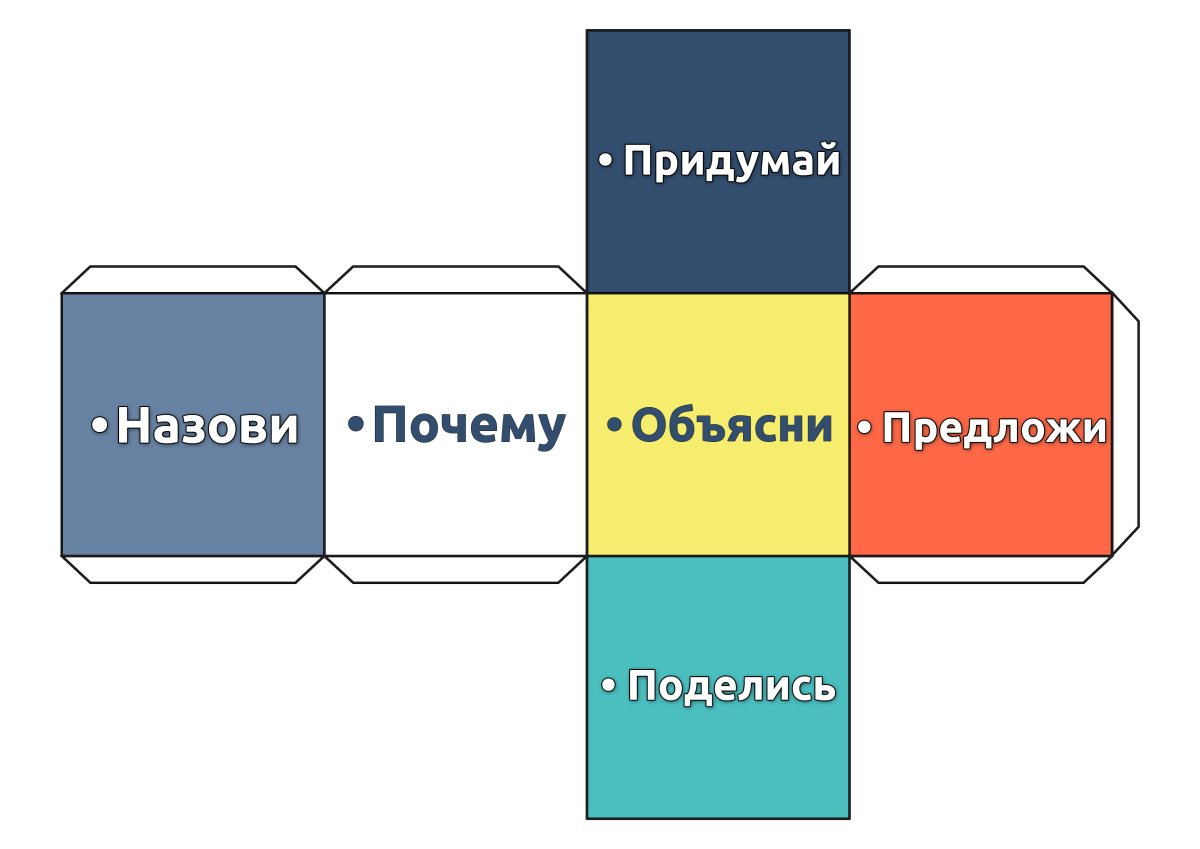 • Придумай
• Назови
• Почему
• Объясни
• Предложи
• Поделись